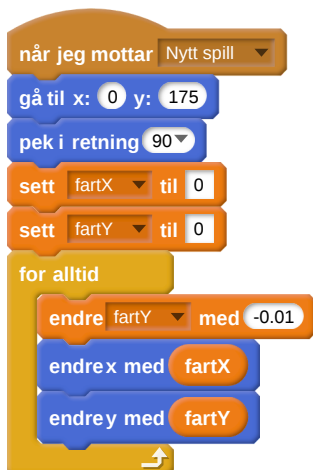 når jeg mottar Nytt spill
gå til x: 0 y: 175
pek i retning 90
sett fartX til 0
sett fartY til 0
for alltid
endre fartY med -0.01
endre x med fartX
endre y med fartY